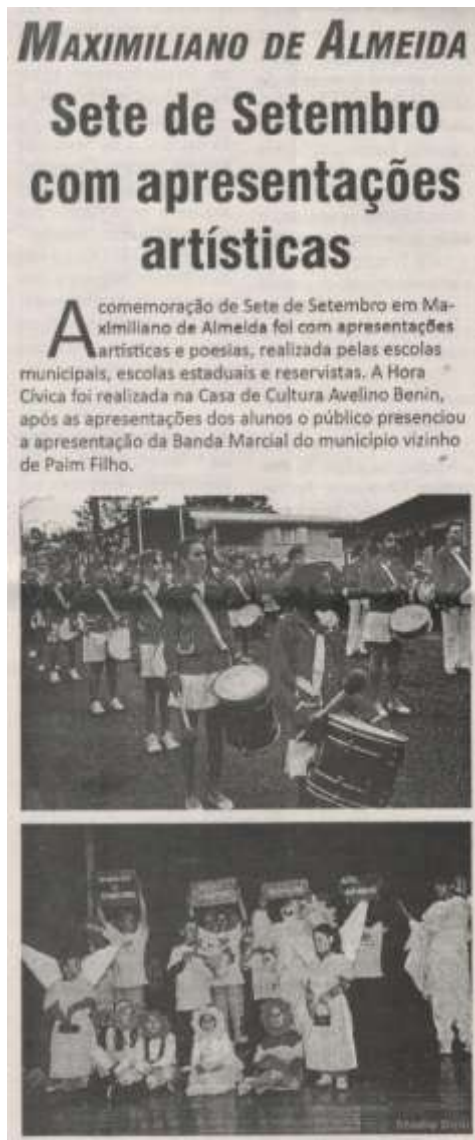 MAXIMILIANO DE ALMEIDA
Sete de Setembro
com apresentações
artísticas
A comemoração de Sete de Setembro em Ma-
ximiliano de Almeida foi com apresentações
artísticas e poesias, realizada pelas escolas
municipais, escolas estaduais e reservistas. A Hora
Cívica foi realizada na Casa de Cultura Avelino Benin,
após as apresentações dos alunos o público presenciou
a apresentação da Banda Marcial do município vizinho
de Paim Filho.